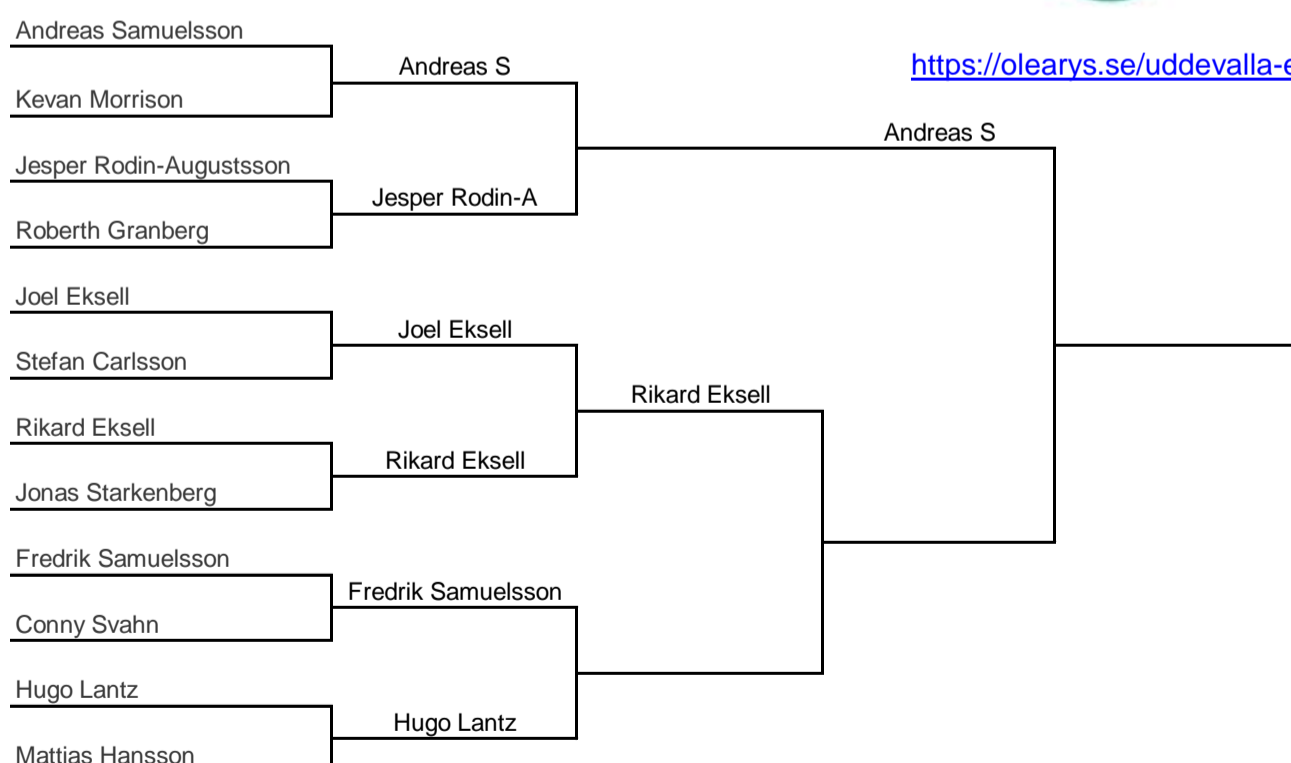 Andreas Samuelsson
Andreas S
https://olearys.se/uddevalla-e
Kevan Morrison
Andreas S
Jesper Rodin-Augustsson
Jesper Rodin-A
Roberth Granberg
Joel Eksell
Joel Eksell
Stefan Carlsson
Rikard Eksell
Rikard Eksell
Rikard Eksell
Jonas Starkenberg
Fredrik Samuelsson
Fredrik Samuelsson
Conny Svahn
Hugo Lantz
Hugo Lantz
Mattias Hansson